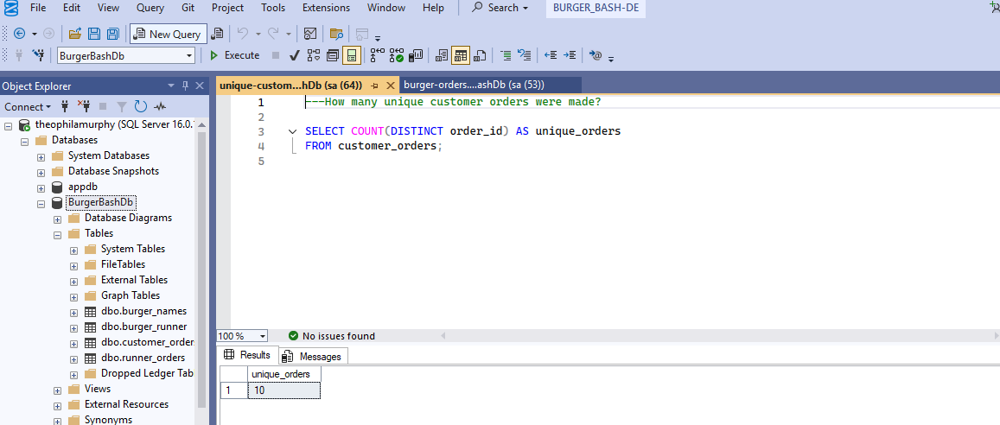 File Edit View Query Git Project Tools Extensions Window Help Search BURGER_BASH-DE
New Query
BurgerBashDb Execute
Object Explorer
Connect
theophilamurphy (SQL Server 16.0.
Databases
System Databases
Database Snapshots
appdb
BurgerBashDb
Database Diagrams
Tables
System Tables
FileTables
External Tables
Graph Tables
dbo.burger_names
dbo.burger_runner
dbo.customer_orders
dbo.runner_orders
Dropped Ledger Tab
Views
External Resources
Synonyms
unique-custom...hDb (sa (64)) burger-orders....ashDb (sa (53))
1 ---How many unique customer orders were made?
2
3 SELECT COUNT(DISTINCT order_id) AS unique_orders
4 FROM customer_orders;
5
100 % No issues found
Results Messages
unique_orders
1 10